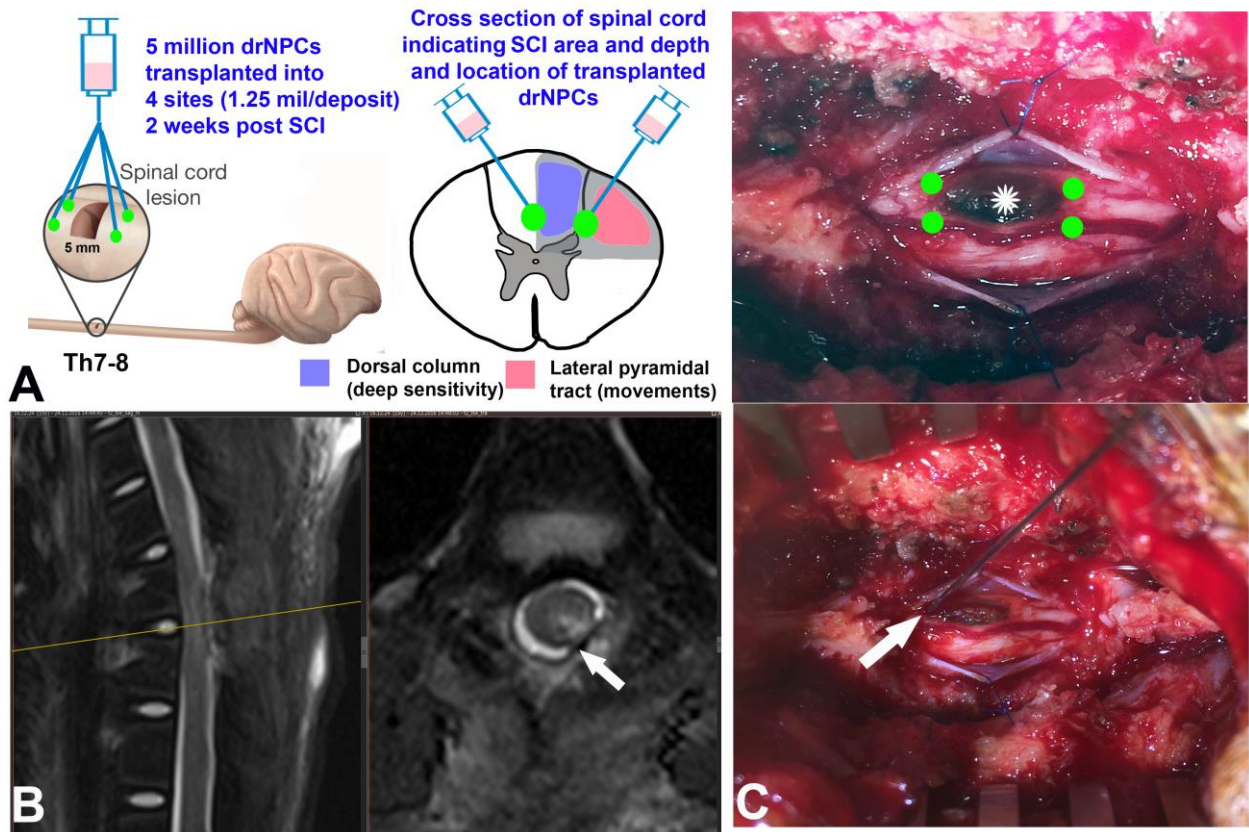 5 million drNPCs
transplanted into
4 sites (1.25 mil/deposit)
2 weeks post SCI
Spinal cord
lesion
5 mm
Th7-8
Cross section of spinal cord
indicating SCI area and depth
and location of transplanted
drNPCs
Dorsal column
(deep sensitivity)
Lateral pyramidal
tract (movements)
A
B
C